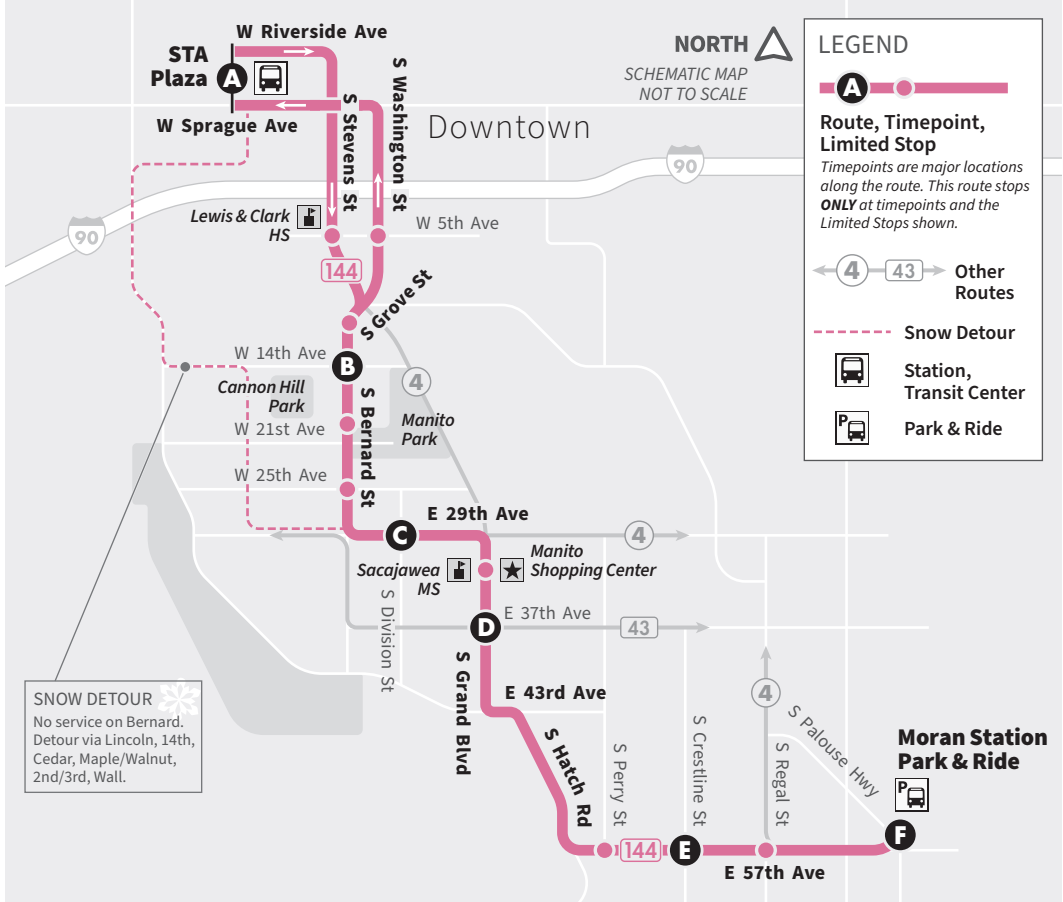 W Riverside Ave
STA
Plaza
A
W Sprague Ave
S Stevens St
S Washington St
Downtown
NORTH
SCHEMATIC MAP
NOT TO SCALE
90
90
Lewis & Clark
HS
W 5th Ave
144
S Grove St
W 14th Ave
B
Cannon Hill
Park
S Bernard St
4
Manito
Park
W 21st Ave
W 25th Ave
E 29th Ave
C
4
Sacajawea
MS
Manito
Shopping Center
S Division St
E 37th Ave
D
43
S Grand Blvd
E 43rd Ave
S Hatch Rd
S Perry St
S Crestline St
4
S Regal St
S Palouse Hwy
Moran Station
Park & Ride
P
F
144
E
E 57th Ave
SNOW DETOUR
No service on Bernard.
Detour via Lincoln, 14th,
Cedar, Maple/Walnut,
2nd/3rd, Wall.
LEGEND
A
Route, Timepoint,
Limited Stop
Timepoints are major locations
along the route. This route stops
ONLY at timepoints and the
Limited Stops shown.
4
43
Other
Routes
Snow Detour
Station,
Transit Center
P
Park & Ride